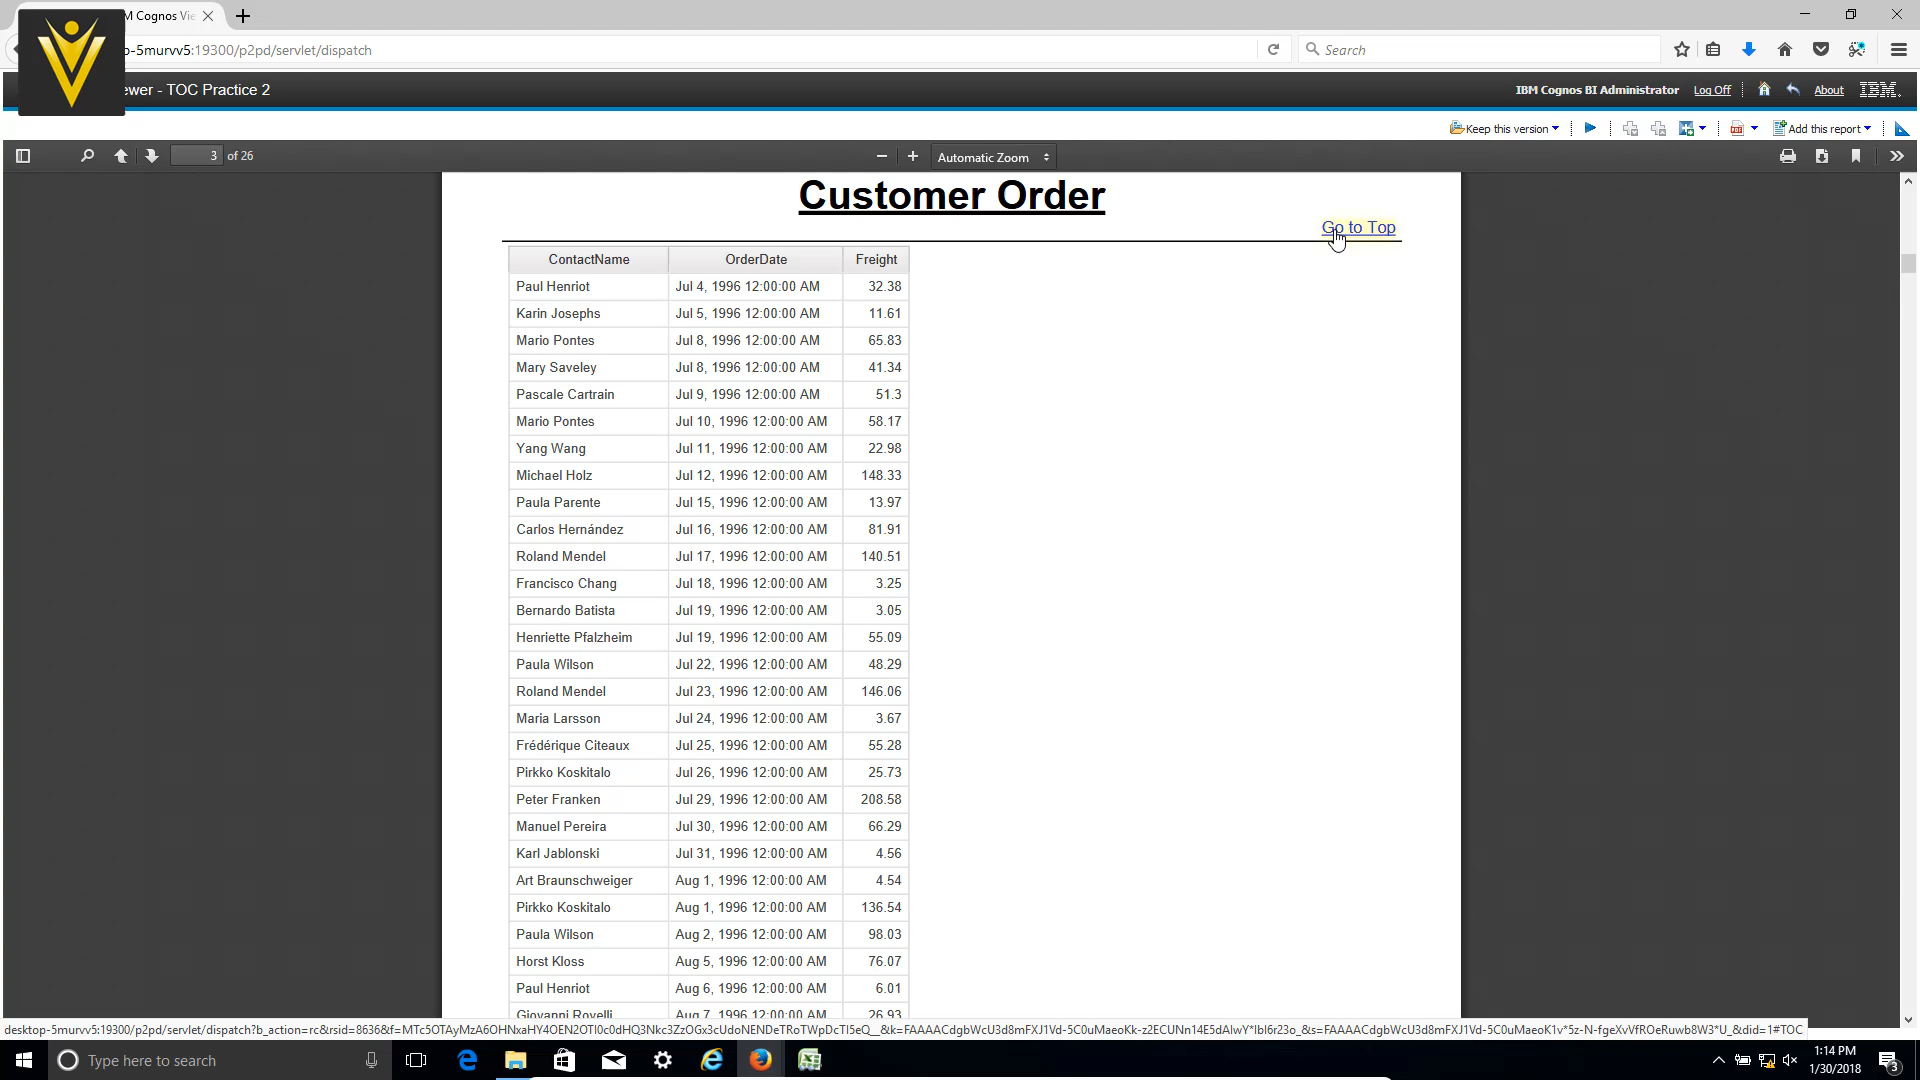 M Cognos Vie
op-5murvv5:19300/p2pd/servlet/dispatch
Search
ewer - TOC Practice 2
IBM Cognos BI Administrator Log Off About IBM.
Keep this version Add this report
3 of 26 Automatic Zoom
Customer Order
Go to Top
ContactName OrderDate Freight
Paul Henriot Jul 4, 1996 12:00:00 AM 32.38
Karin Josephs Jul 5, 1996 12:00:00 AM 11.61
Mario Pontes Jul 8, 1996 12:00:00 AM 65.83
Mary Saveley Jul 8, 1996 12:00:00 AM 41.34
Pascale Cartrain Jul 9, 1996 12:00:00 AM 51.3
Mario Pontes Jul 10, 1996 12:00:00 AM 58.17
Yang Wang Jul 11, 1996 12:00:00 AM 22.98
Michael Holz Jul 12, 1996 12:00:00 AM 148.33
Paula Parente Jul 15, 1996 12:00:00 AM 13.97
Carlos Hernández Jul 16, 1996 12:00:00 AM 81.91
Roland Mendel Jul 17, 1996 12:00:00 AM 140.51
Francisco Chang Jul 18, 1996 12:00:00 AM 3.25
Bernardo Batista Jul 19, 1996 12:00:00 AM 3.05
Henriette Pfalzheim Jul 19, 1996 12:00:00 AM 55.09
Paula Wilson Jul 22, 1996 12:00:00 AM 48.29
Roland Mendel Jul 23, 1996 12:00:00 AM 146.06
Maria Larsson Jul 24, 1996 12:00:00 AM 3.67
Frédérique Citeaux Jul 25, 1996 12:00:00 AM 55.28
Pirkko Koskitalo Jul 26, 1996 12:00:00 AM 25.73
Peter Franken Jul 29, 1996 12:00:00 AM 208.58
Manuel Pereira Jul 30, 1996 12:00:00 AM 66.29
Karl Jablonski Jul 31, 1996 12:00:00 AM 4.56
Art Braunschweiger Aug 1, 1996 12:00:00 AM 4.54
Pirkko Koskitalo Aug 1, 1996 12:00:00 AM 136.54
Paula Wilson Aug 2, 1996 12:00:00 AM 98.03
Horst Kloss Aug 5, 1996 12:00:00 AM 76.07
Paul Henriot Aug 6, 1996 12:00:00 AM 6.01
Giovanni Rovelli Aug 7, 1996 12:00:00 AM 26.93
Type here to search
1:14 PM
1/30/2018
3